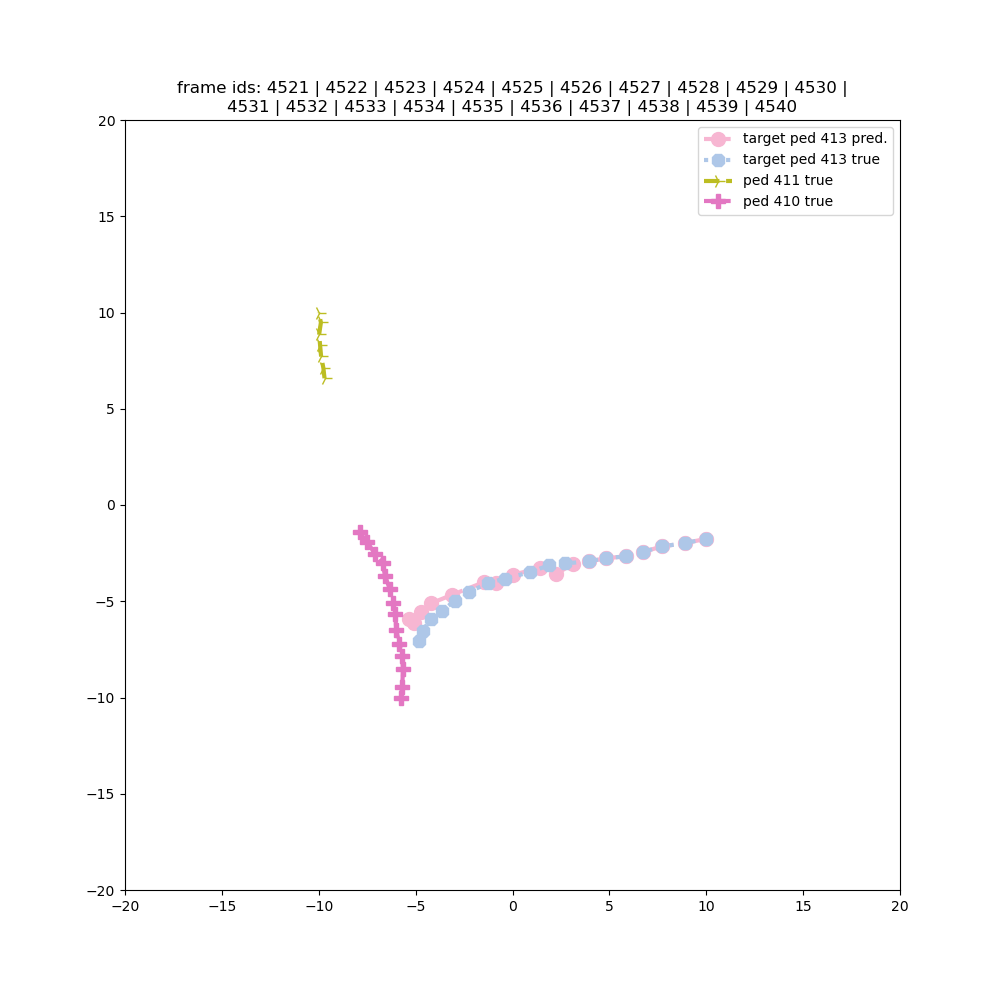 frame ids: 4521 | 4522 | 4523 | 4524 | 4525 | 4526 | 4527 | 4528 | 4529 | 4530 |
4531 | 4532 | 4533 | 4534 | 4535 | 4536 | 4537 | 4538 | 4539 | 4540
target ped 413 pred.
target ped 413 true
ped 411 true
ped 410 true
20
15
10
5
0
−5
−10
−15
−20
−20 −15 −10 −5 0 5 10 15 20